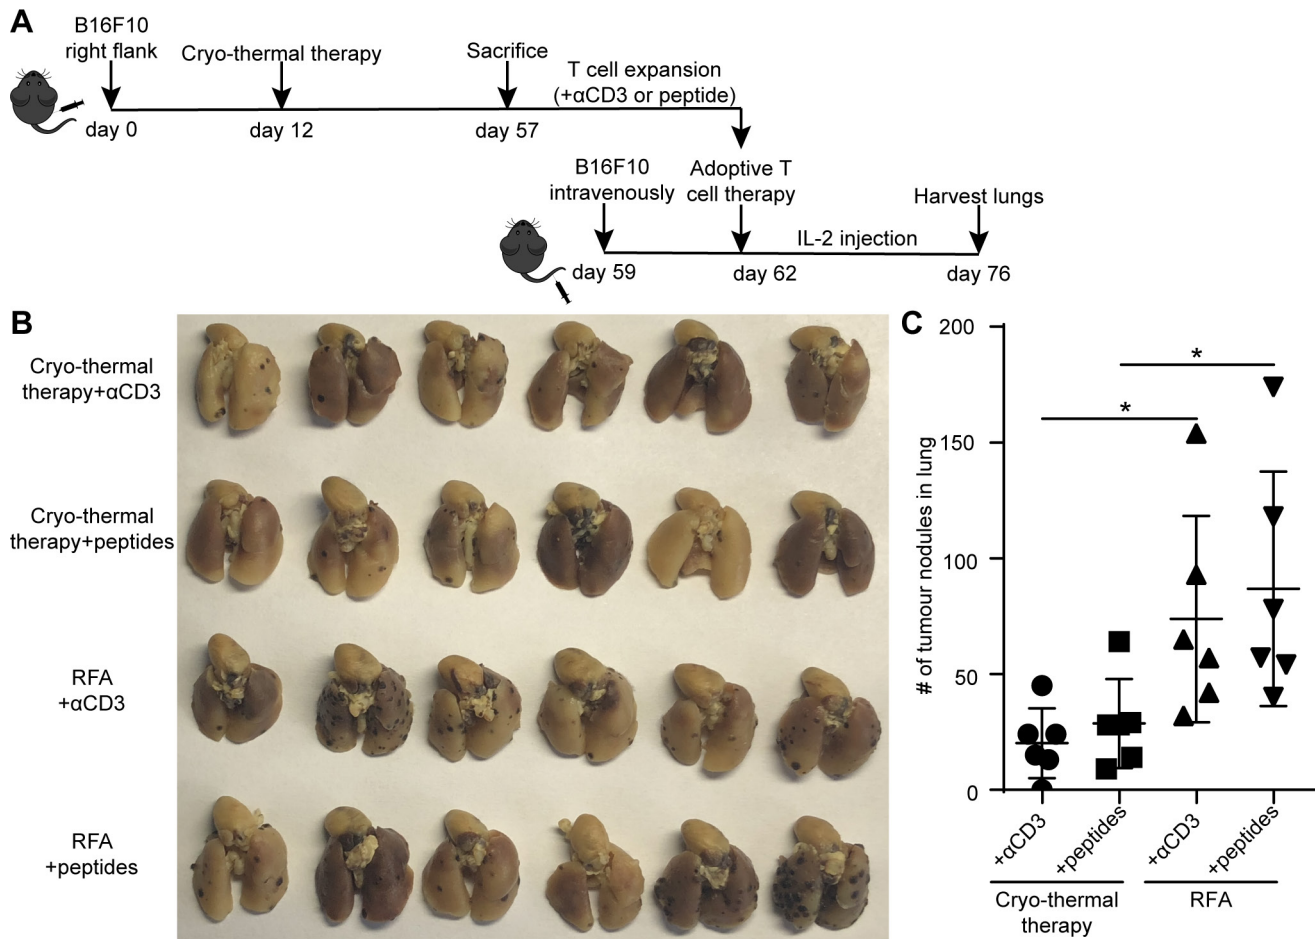 A
B16F10
right flank
Cryo-thermal therapy
Sacrifice
T cell expansion
(+αCD3 or peptide)
day 0
day 12
day 57
B16F10
intravenously
Adoptive T
cell therapy
Harvest lungs
IL-2 injection
day 59
day 62
day 76
B
Cryo-thermal
therapy+αCD3
Cryo-thermal
therapy+peptides
RFA
+αCD3
RFA
+peptides
C
# of tumour nodules in lung
200
150
100
50
0
*
*
+αCD3
+peptides
+αCD3
+peptides
Cryo-thermal
therapy
RFA